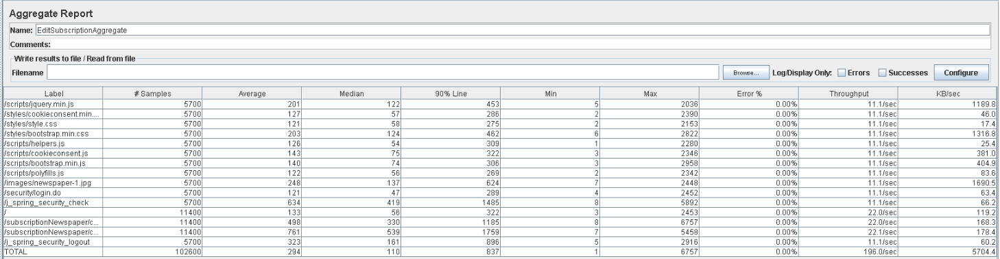 Aggregate Report
Name: EditSubscriptionAggregate
Comments:
Write results to file / Read from file
Filename Browse... Log/Display Only: Errors Successes Configure
Label # Samples Average Median 90% Line Min Max Error % Throughput KB/sec
/scripts/jquery.min.js 5700 201 122 453 5 2036 0.00% 11.1/sec 1189.8
/styles/cookieconsent.min.... 5700 127 57 286 2 2390 0.00% 11.1/sec 46.0
/styles/style.css 5700 121 58 275 2 2153 0.00% 11.1/sec 17.4
/styles/bootstrap.min.css 5700 203 124 462 6 2822 0.00% 11.1/sec 1316.8
/scripts/helpers.js 5700 126 54 309 1 2280 0.00% 11.1/sec 25.4
/scripts/cookieconsent.js 5700 143 75 322 3 2346 0.00% 11.1/sec 381.0
/scripts/bootstrap.min.js 5700 140 74 306 3 2958 0.00% 11.1/sec 404.9
/scripts/polyfills.js 5700 122 56 269 2 2342 0.00% 11.1/sec 83.6
/images/newspaper-1.jpg 5700 248 137 624 7 2448 0.00% 11.1/sec 1690.5
/security/login.do 5700 121 47 289 4 2452 0.00% 11.1/sec 63.4
/j_spring_security_check 5700 634 419 1485 8 5892 0.00% 11.1/sec 66.2
/ 11400 133 56 322 3 2453 0.00% 22.0/sec 119.2
/subscriptionNewspaper/c... 11400 498 330 1185 8 6757 0.00% 22.0/sec 168.3
/subscriptionNewspaper/c... 11400 761 539 1759 7 5458 0.00% 22.1/sec 178.4
/j_spring_security_logout 5700 323 161 896 5 2916 0.00% 11.1/sec 60.2
TOTAL 102600 294 110 837 1 6757 0.00% 196.0/sec 5704.4